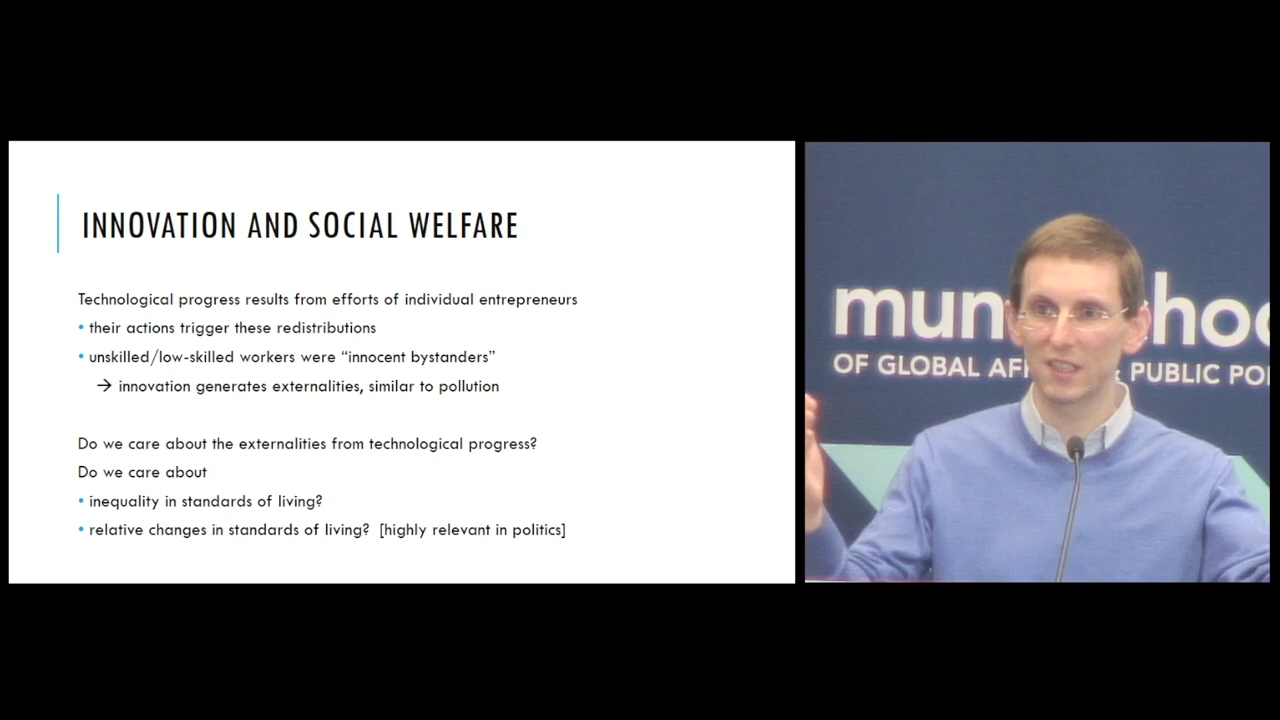 INNOVATION AND SOCIAL WELFARE
Technological progress results from efforts of individual entrepreneurs
• their actions trigger these redistributions
• unskilled/low-skilled workers were “innocent bystanders”
→ innovation generates externalities, similar to pollution
Do we care about the externalities from technological progress?
Do we care about
• inequality in standards of living?
• relative changes in standards of living? [highly relevant in politics]
mun choo
OF GLOBAL AF & PUBLIC PO